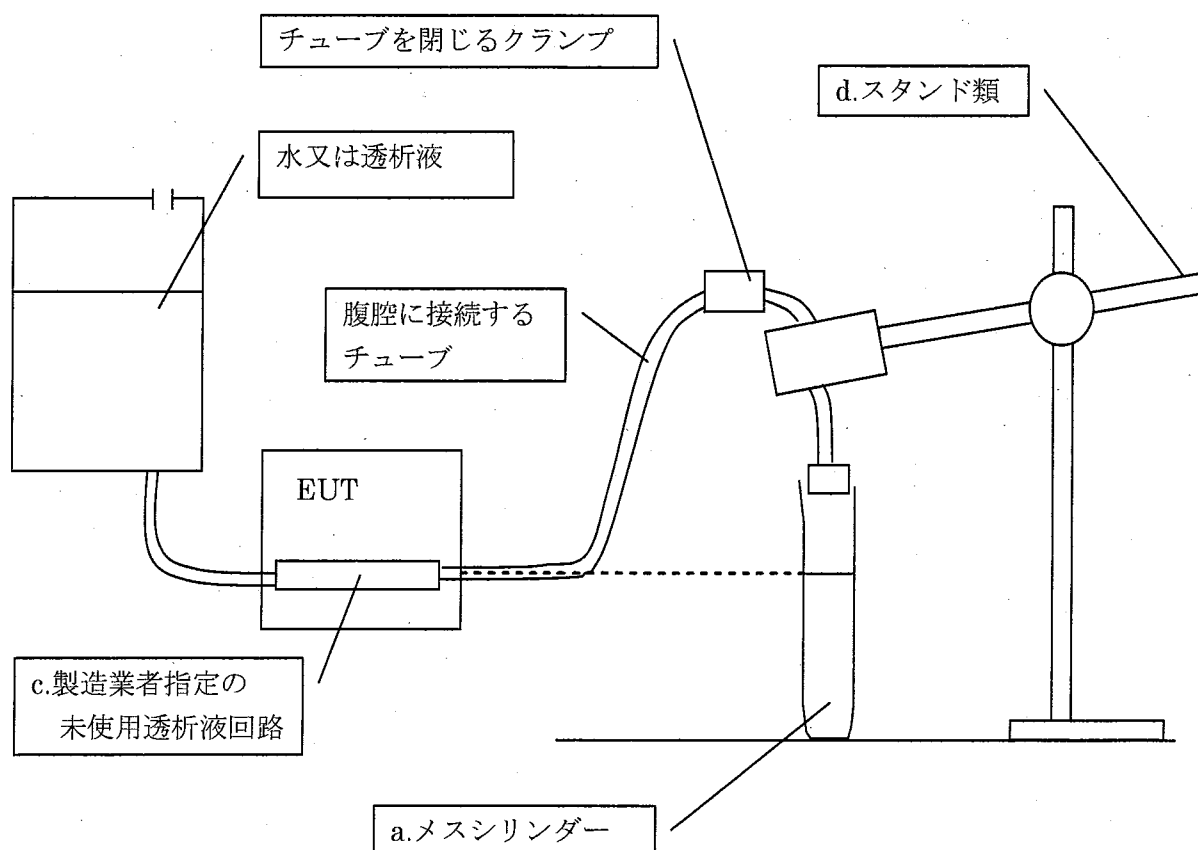 チューブを閉じるクランプ
d.スタンド類
水又は透析液
腹腔に接続する
チューブ
EUT
c.製造業者指定の
未使用透析液回路
a.メスシリンダー